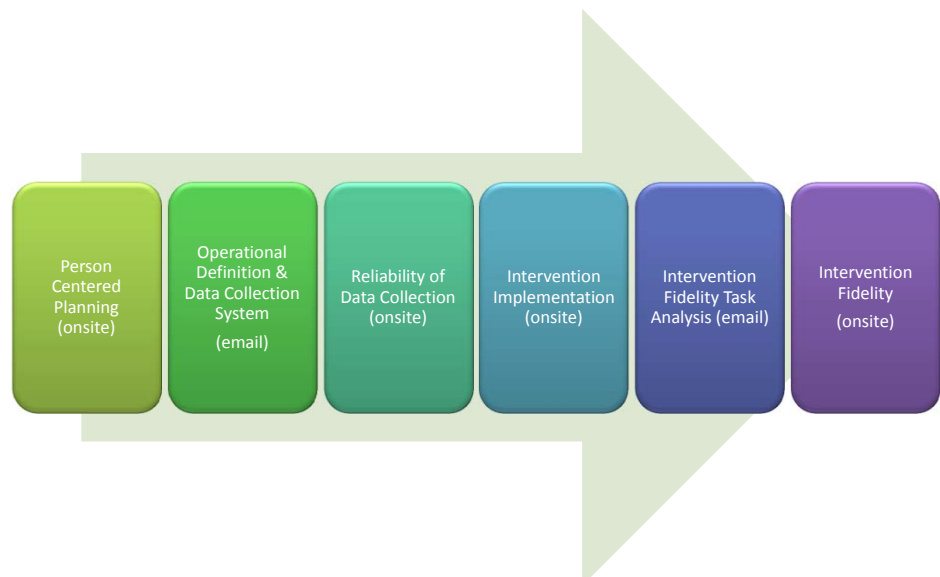 Person
Centered
Planning
(onsite)
Operational
Definition &
Data Collection
System
(email)
Reliability of
Data Collection
(onsite)
Intervention
Implementation
(onsite)
Intervention
Fidelity Task
Analysis (email)
Intervention
Fidelity
(onsite)